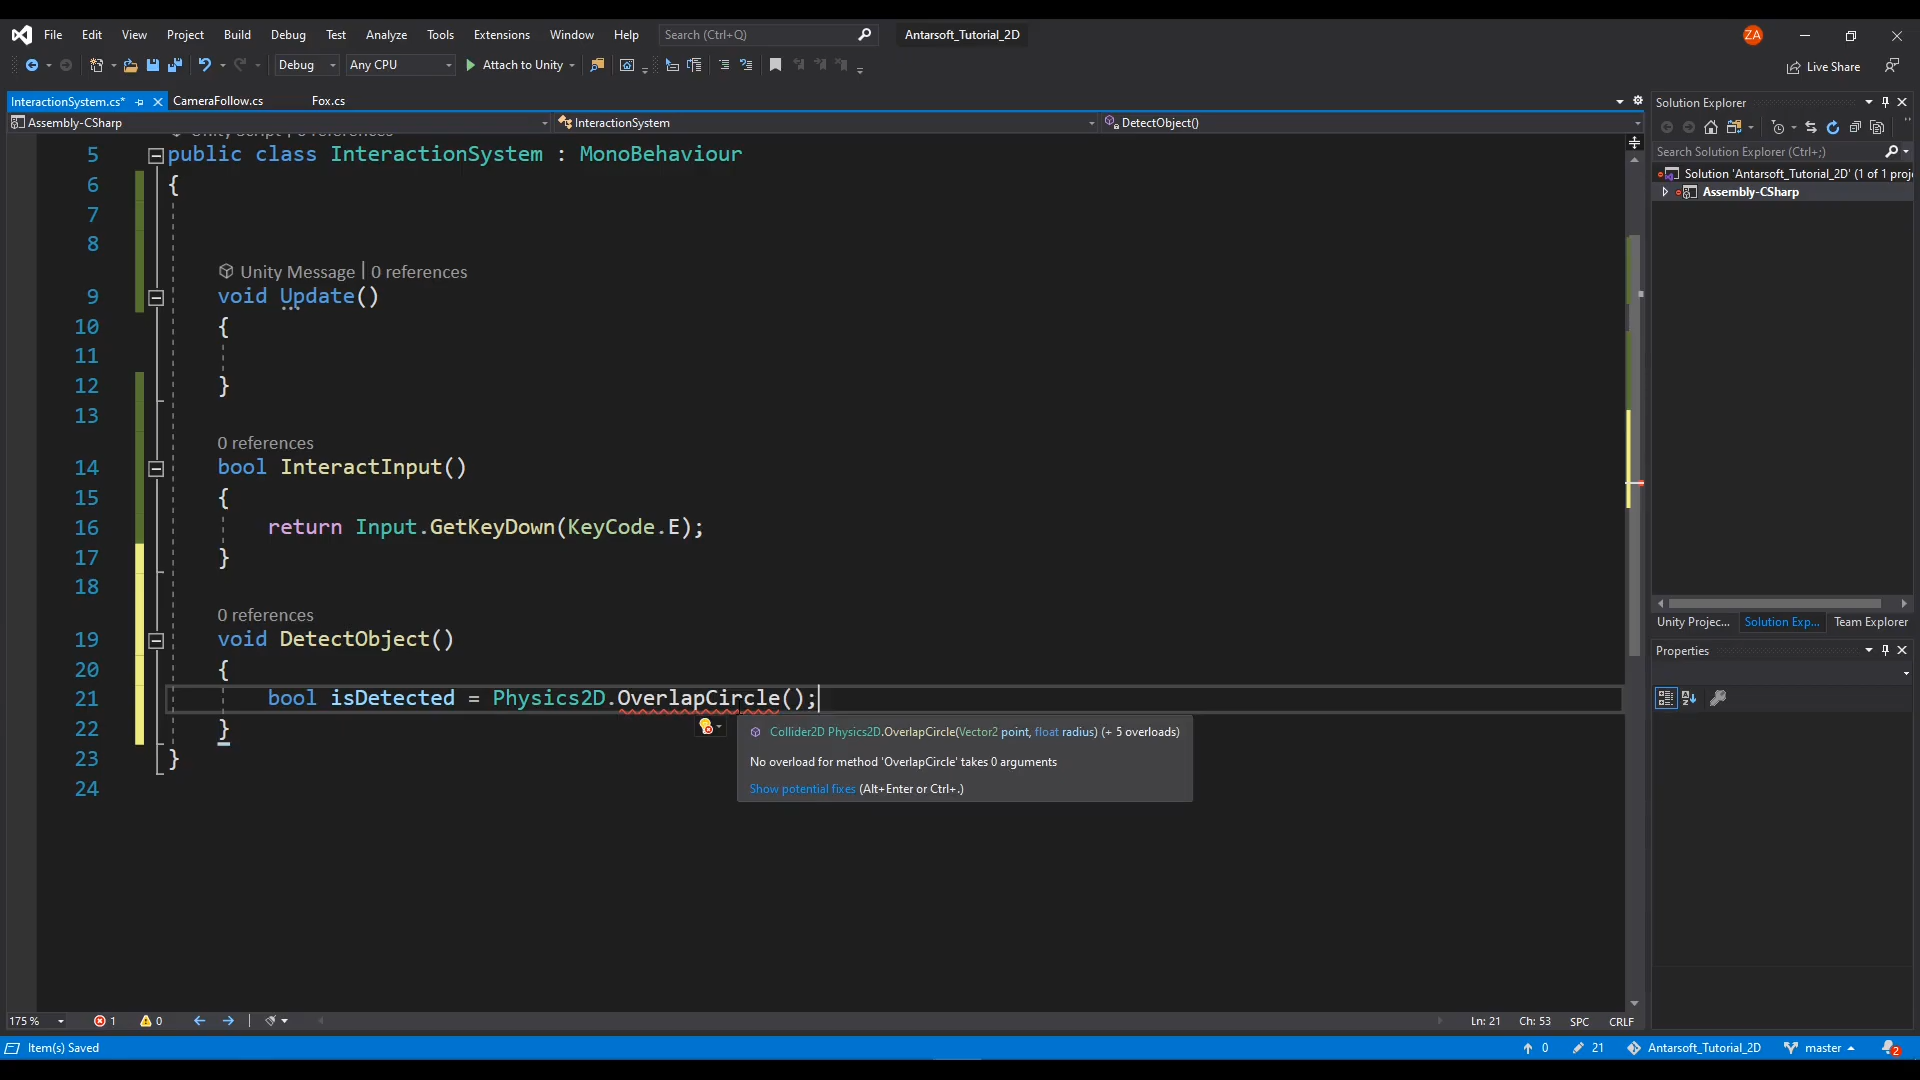 File Edit View Project Build Debug Test Analyze Tools Extensions Window Help Search (Ctrl+Q) Antarsoft_Tutorial_2D ZA
Debug Any CPU Attach to Unity Live Share
InteractionSystem.cs* CameraFollow.cs Fox.cs
Assembly-CSharp InteractionSystem DetectObject()
5 public class InteractionSystem : MonoBehaviour
6 {
7
8
Unity Message | 0 references
9 void Update()
10 {
11
12 }
13
0 references
14 bool InteractInput()
15 {
16 return Input.GetKeyDown(KeyCode.E);
17 }
18
0 references
19 void DetectObject()
20 {
21 bool isDetected = Physics2D.OverlapCircle();
22 }
23 }
24
Collider2D Physics2D.OverlapCircle(Vector2 point, float radius) (+ 5 overloads)
No overload for method 'OverlapCircle' takes 0 arguments
Show potential fixes (Alt+Enter or Ctrl+.)
Solution Explorer
Search Solution Explorer (Ctrl+;)
Solution 'Antarsoft_Tutorial_2D' (1 of 1 proj
Assembly-CSharp
Unity Projec... Solution Exp... Team Explorer
Properties
175 % 1 0 Ln: 21 Ch: 53 SPC CRLF
Item(s) Saved 0 21 Antarsoft_Tutorial_2D master 2